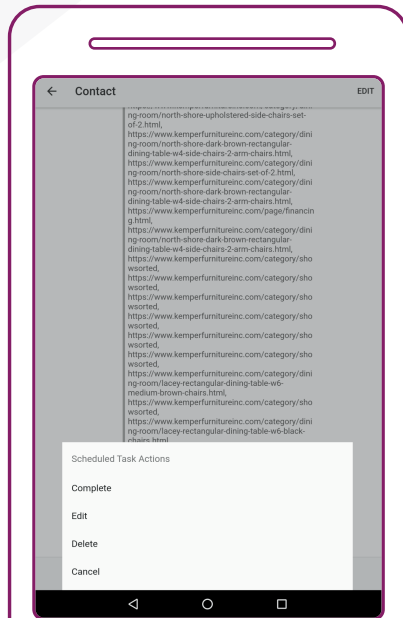 Contact
EDIT
ng-room/north-shore-upholstered-side-chairs-set-
of-2.html,
https://www.kemperfurnitureinc.com/category/dini
ng-room/north-shore-dark-brown-rectangular-
dining-table-w4-side-chairs-2-arm-chairs.html,
https://www.kemperfurnitureinc.com/category/dini
ng-room/north-shore-side-chairs-set-of-2.html,
https://www.kemperfurnitureinc.com/category/dini
ng-room/north-shore-dark-brown-rectangular-
dining-table-w4-side-chairs-2-arm-chairs.html,
https://www.kemperfurnitureinc.com/page/financin
g.html,
https://www.kemperfurnitureinc.com/category/dini
ng-room/north-shore-dark-brown-rectangular-
dining-table-w4-side-chairs-2-arm-chairs.html,
https://www.kemperfurnitureinc.com/category/sho
wsorted,
https://www.kemperfurnitureinc.com/category/sho
wsorted,
https://www.kemperfurnitureinc.com/category/sho
wsorted,
https://www.kemperfurnitureinc.com/category/sho
wsorted,
https://www.kemperfurnitureinc.com/category/sho
wsorted,
https://www.kemperfurnitureinc.com/category/sho
wsorted,
https://www.kemperfurnitureinc.com/category/dini
ng-room/lacey-rectangular-dining-table-w6-
medium-brown-chairs.html,
https://www.kemperfurnitureinc.com/category/sho
wsorted,
https://www.kemperfurnitureinc.com/category/dini
ng-room/lacey-rectangular-dining-table-w6-black-
chairs.html
Scheduled Task Actions
Complete
Edit
Delete
Cancel